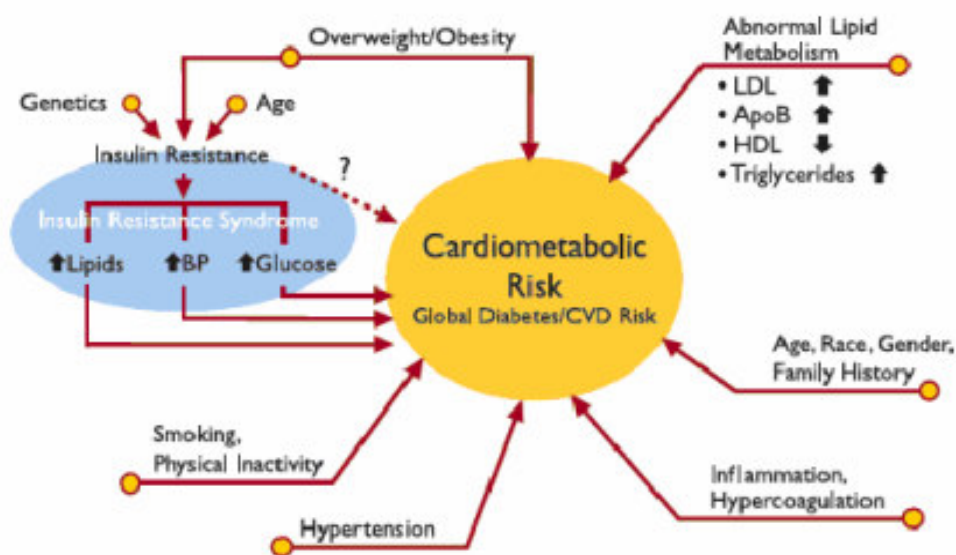 Overweight/Obesity
Abnormal Lipid
Metabolism
• LDL ⬆
• ApoB ⬆
• HDL ⬇
• Triglycerides ⬆
Genetics
Age
Insulin Resistance
?
Insulin Resistance Syndrome
⬆Lipids ⬆BP ⬆Glucose
Cardiometabolic
Risk
Global Diabetes/CVD Risk
Age, Race, Gender,
Family History
Smoking,
Physical Inactivity
Inflammation,
Hypercoagulation
Hypertension